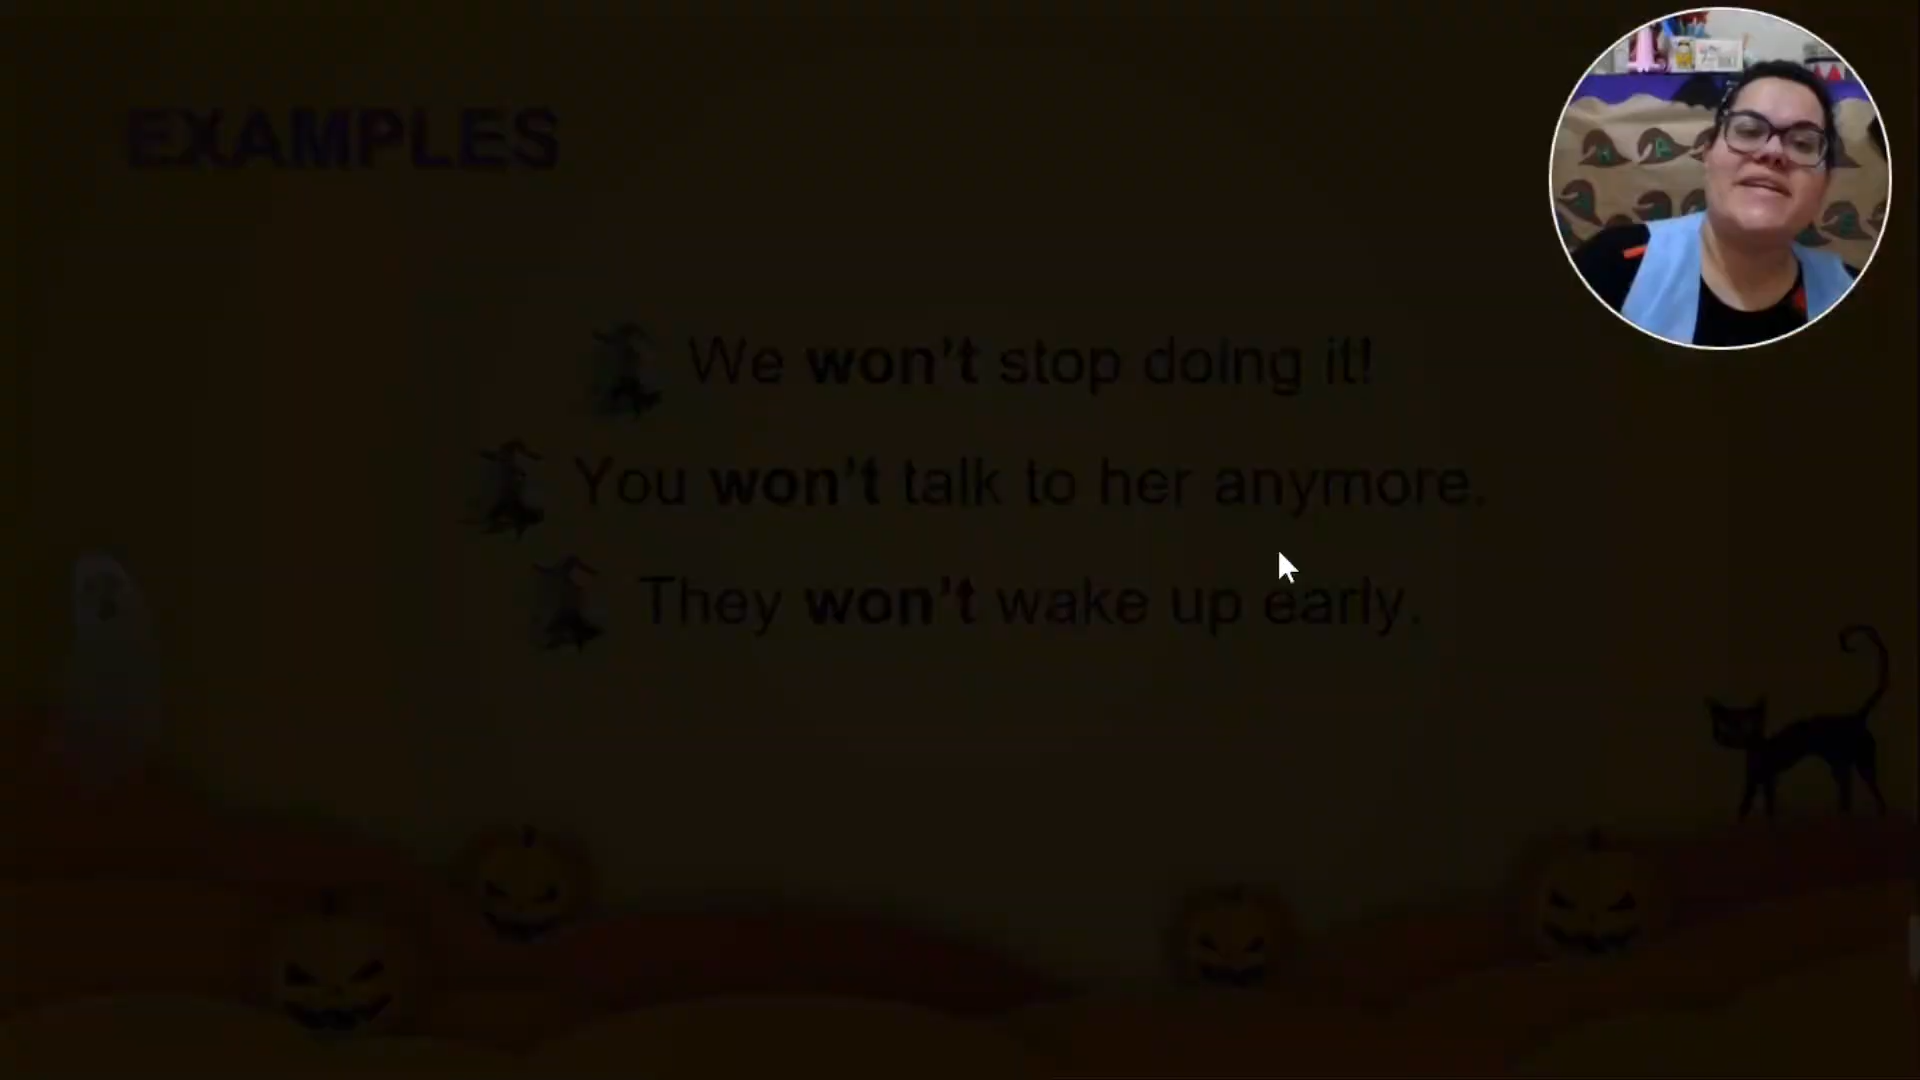 EXAMPLES
We won't stop doing it!
You won't talk to her anymore.
They won't wake up early.